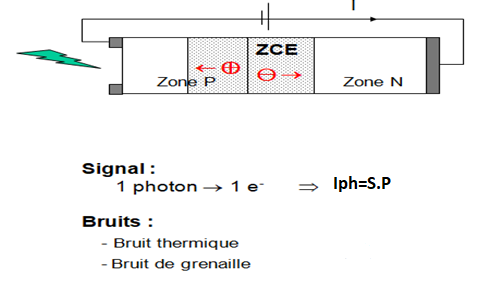 I
ZCE
Zone P
Zone N
Signal :
1 photon → 1 e- ⇒ Iph=S.P
Bruits :
- Bruit thermique
- Bruit de grenaille